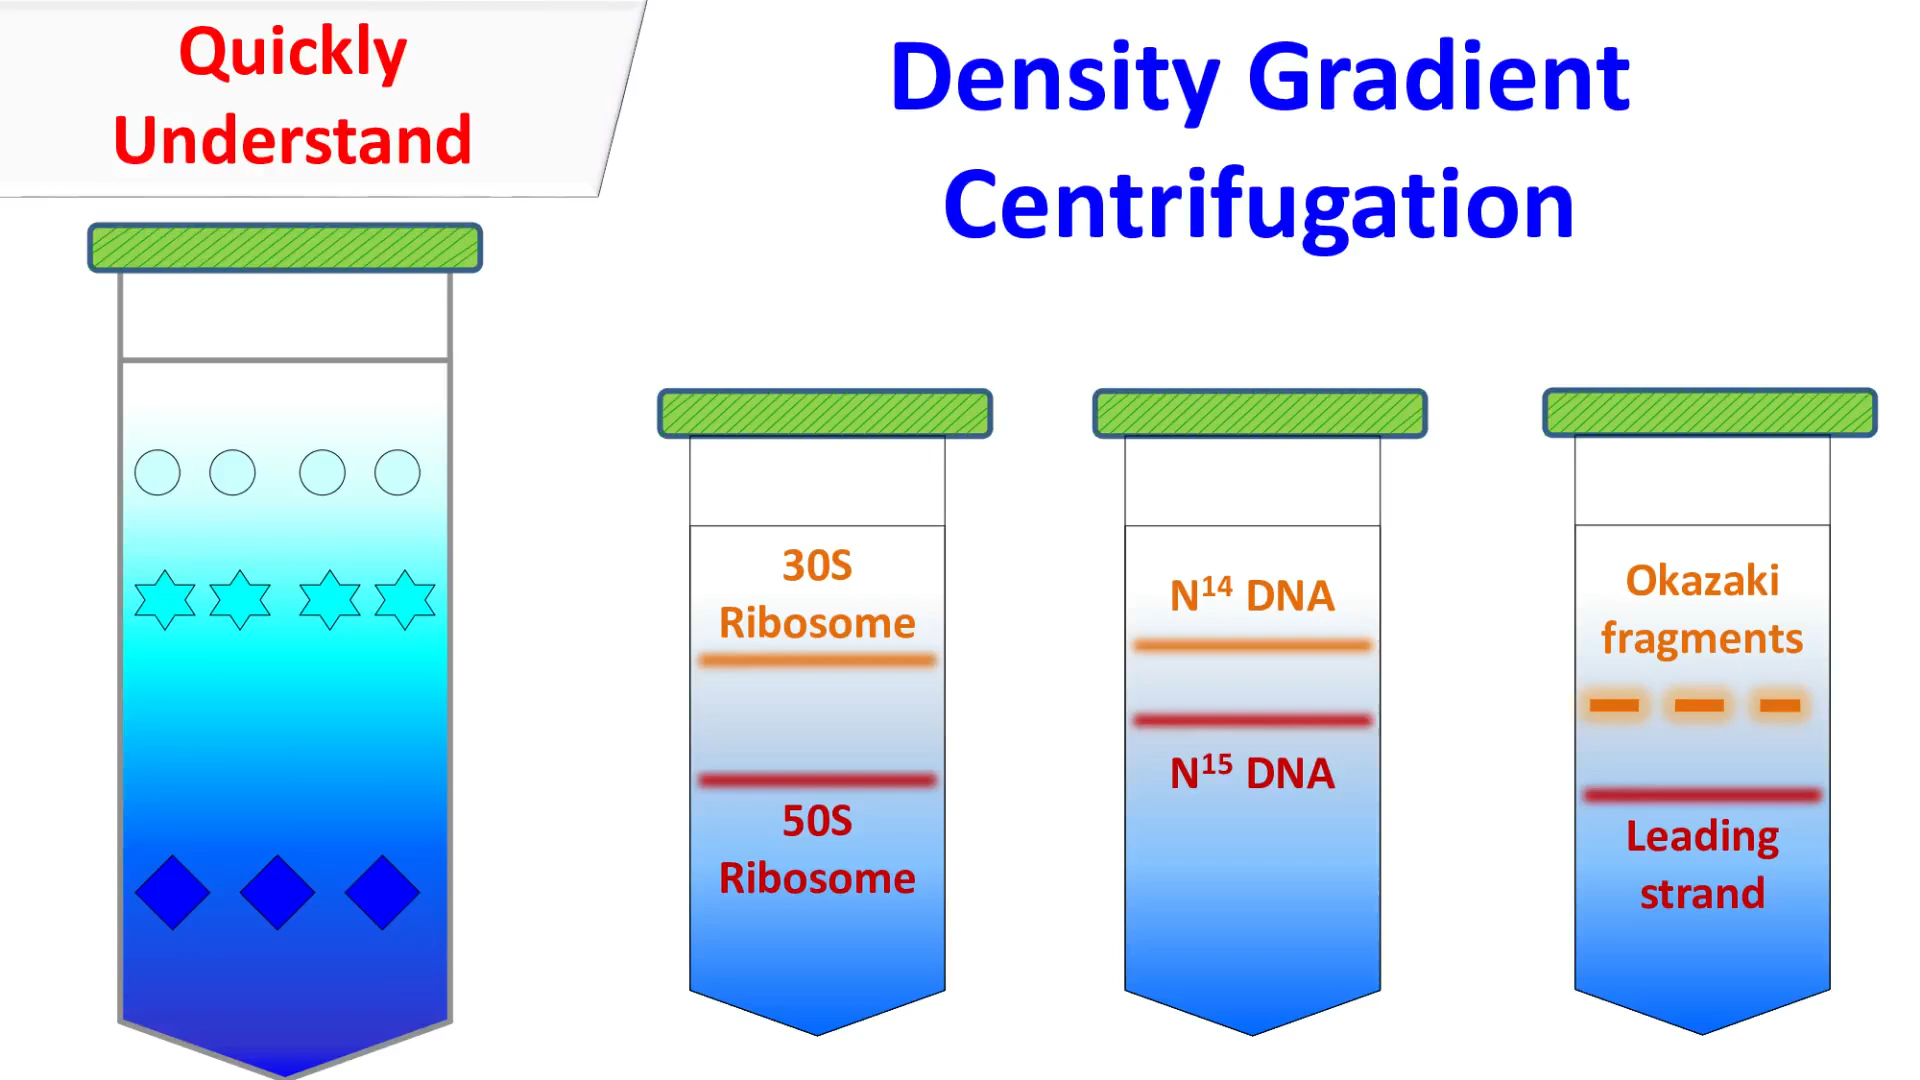 Quickly
Understand
Density Gradient
Centrifugation
30S
Ribosome
50S
Ribosome
N¹⁴ DNA
N¹⁵ DNA
Okazaki
fragments
Leading
strand